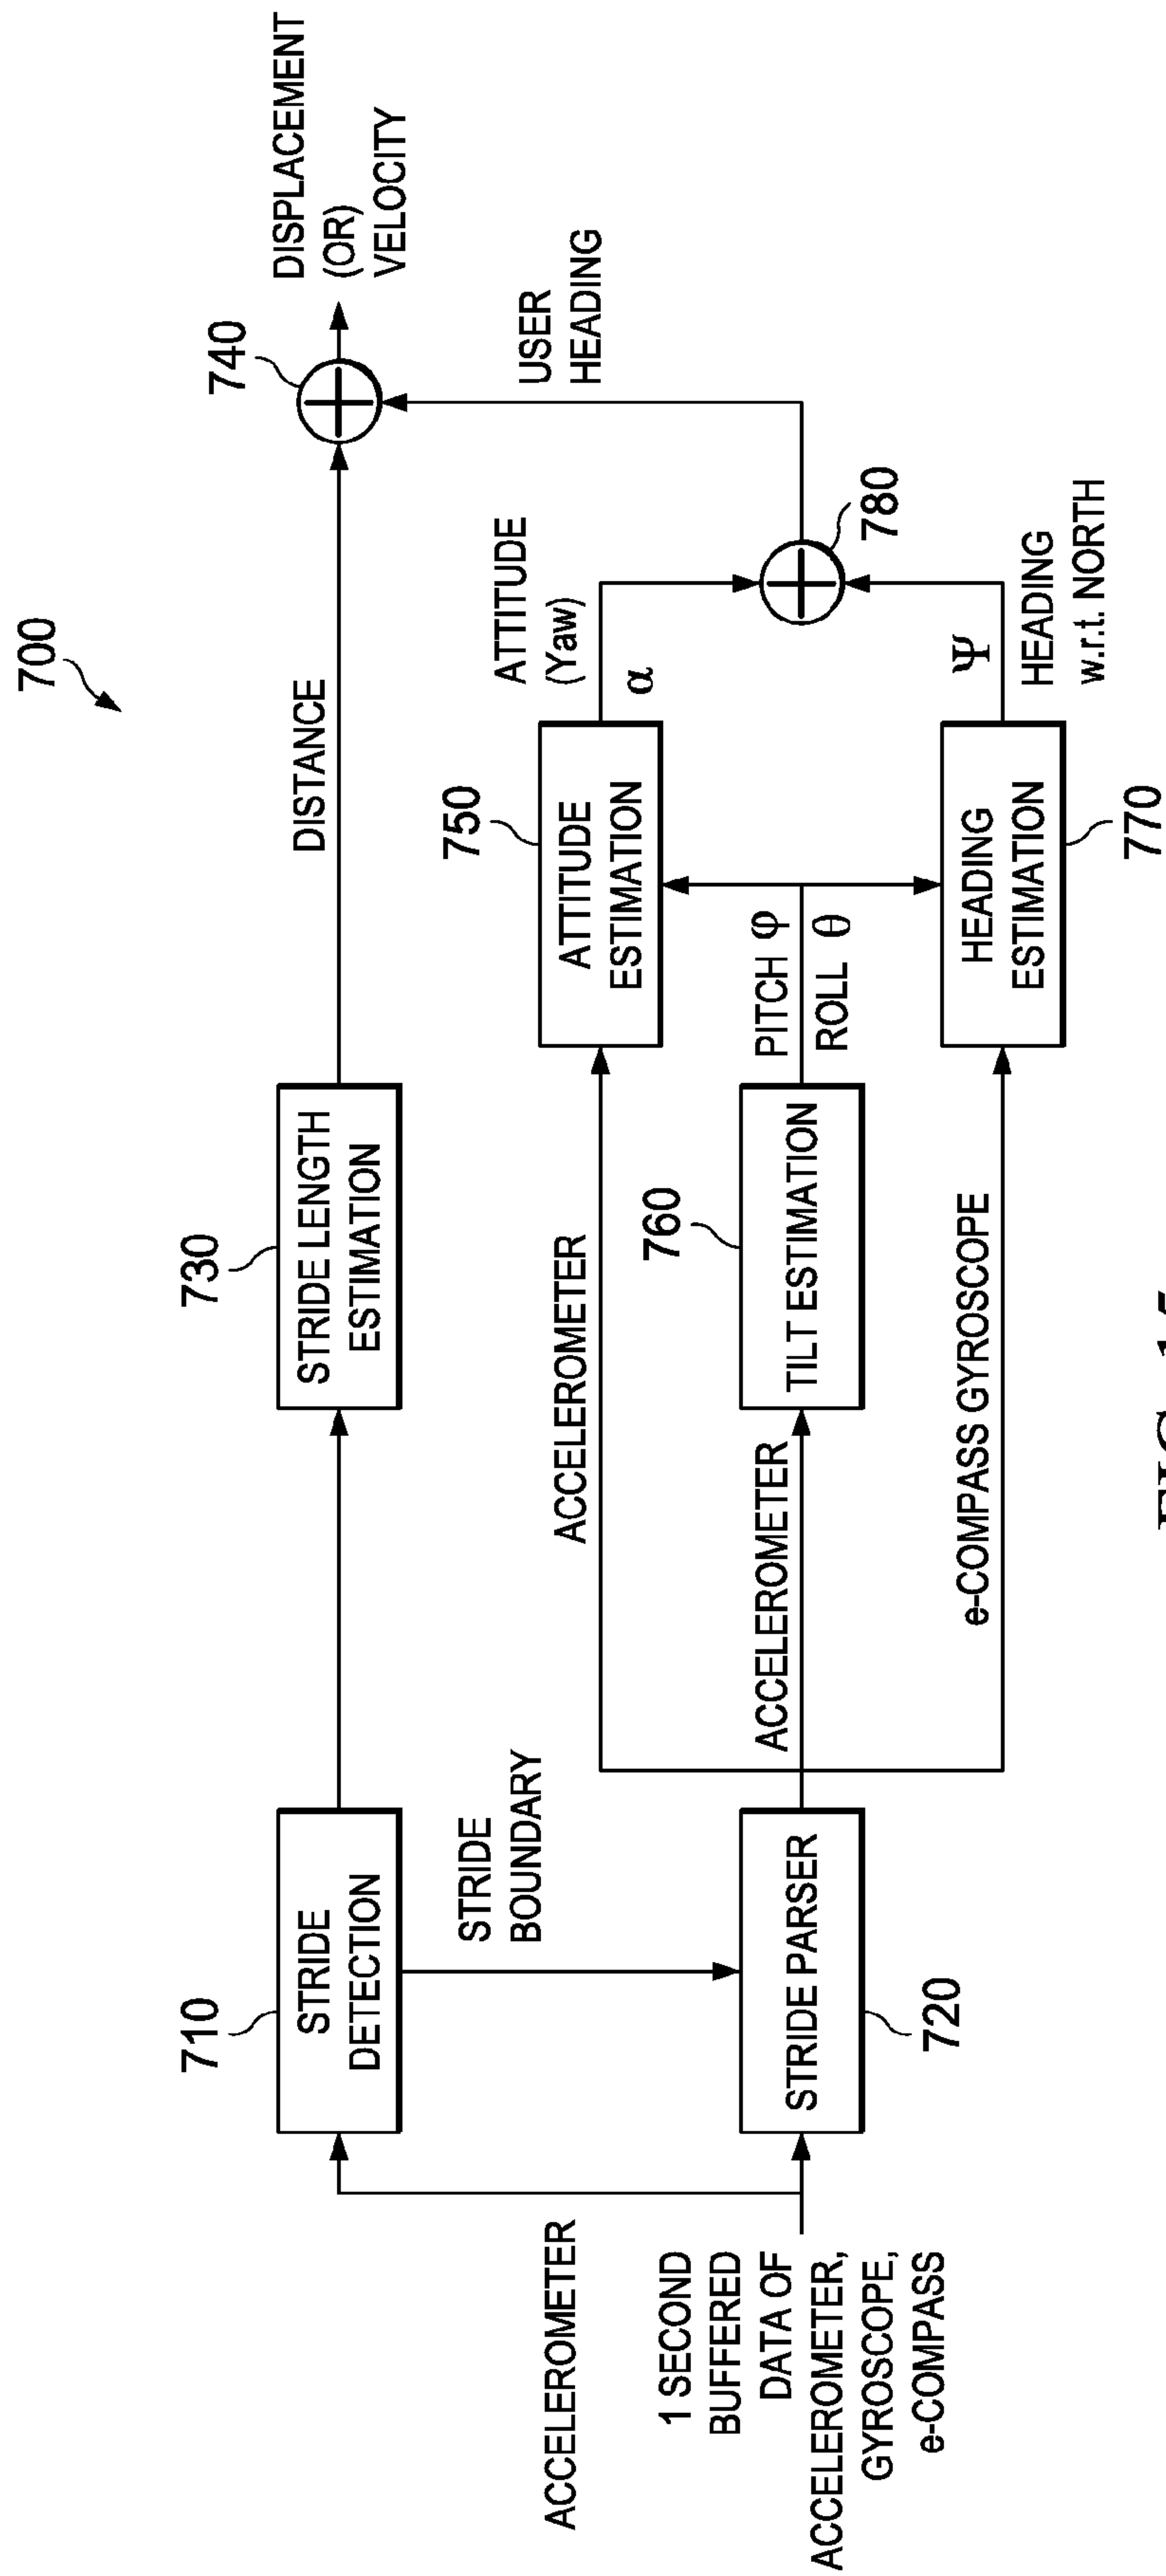 700
710
STRIDE
DETECTION
730
STRIDE LENGTH
ESTIMATION
DISTANCE
740
DISPLACEMENT
(OR)
VELOCITY
ACCELEROMETER
STRIDE
BOUNDARY
1 SECOND
BUFFERED
DATA OF
ACCELEROMETER,
GYROSCOPE,
e-COMPASS
STRIDE PARSER
720
ACCELEROMETER
ACCELEROMETER
760
TILT ESTIMATION
e-COMPASS GYROSCOPE
750
ATTITUDE
ESTIMATION
PITCH φ
ROLL θ
HEADING
ESTIMATION
770
ATTITUDE
(Yaw)
α
780
Ψ
HEADING
w.r.t. NORTH
USER
HEADING